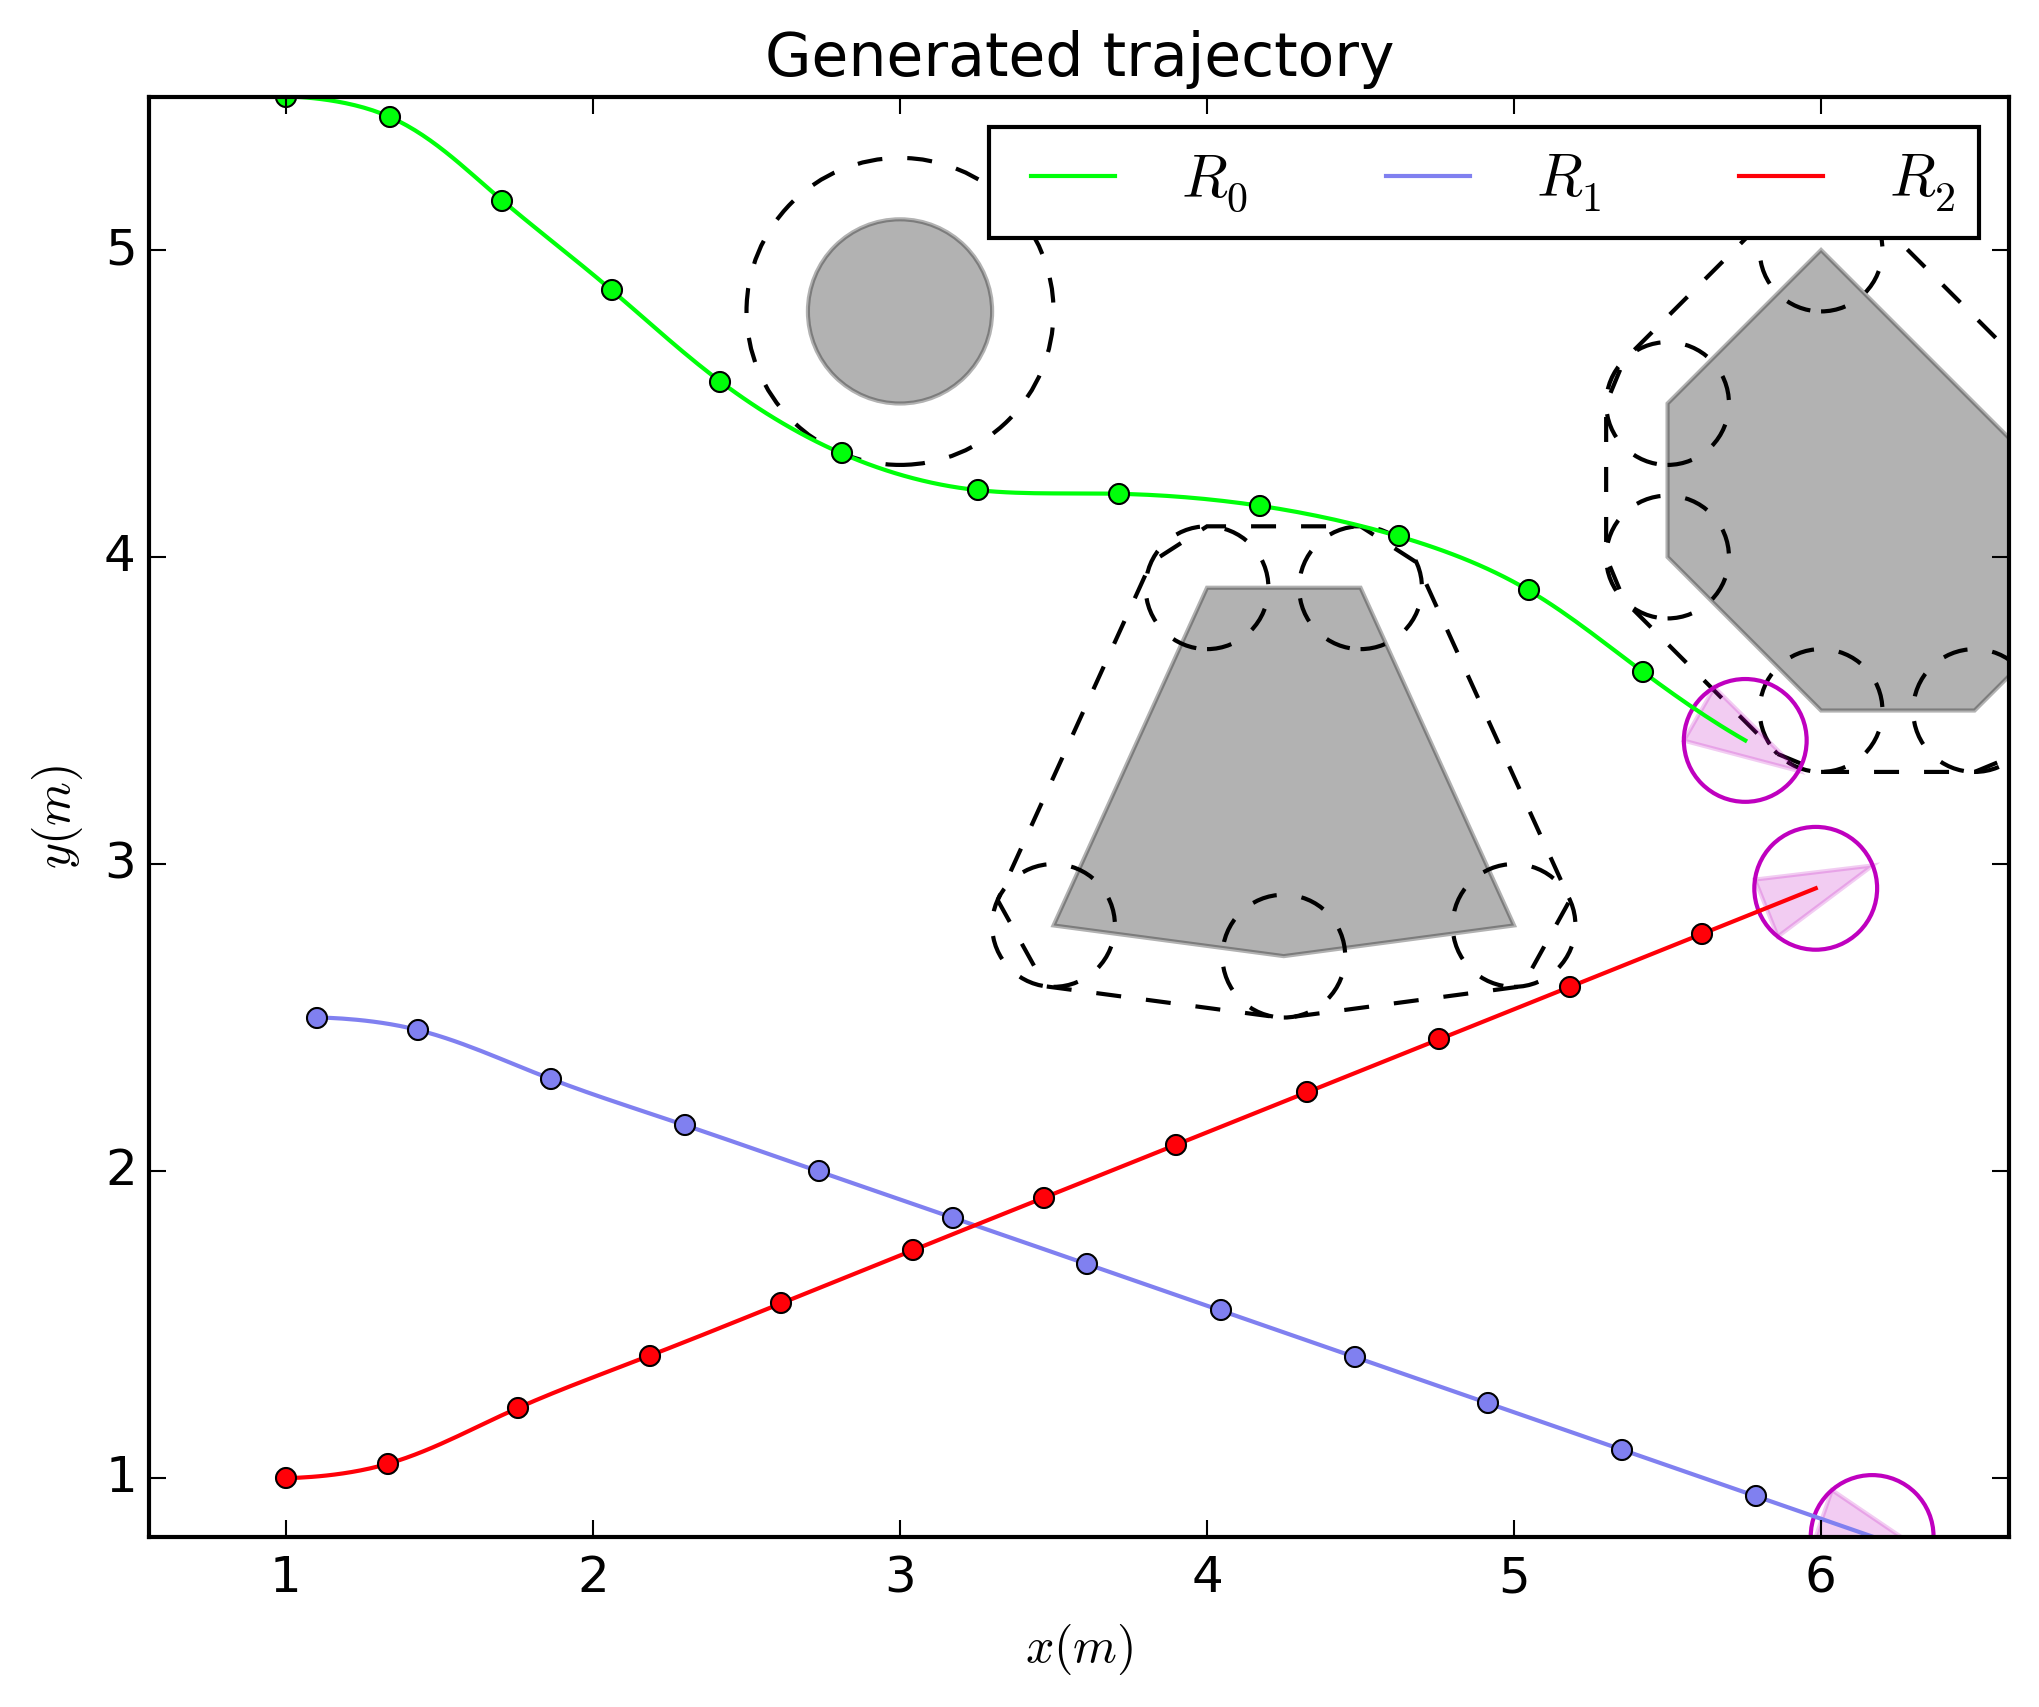 Generated trajectory
R₀ R₁ R₂
5
4
3
2
1
y(m)
1 2 3 4 5 6
x(m)